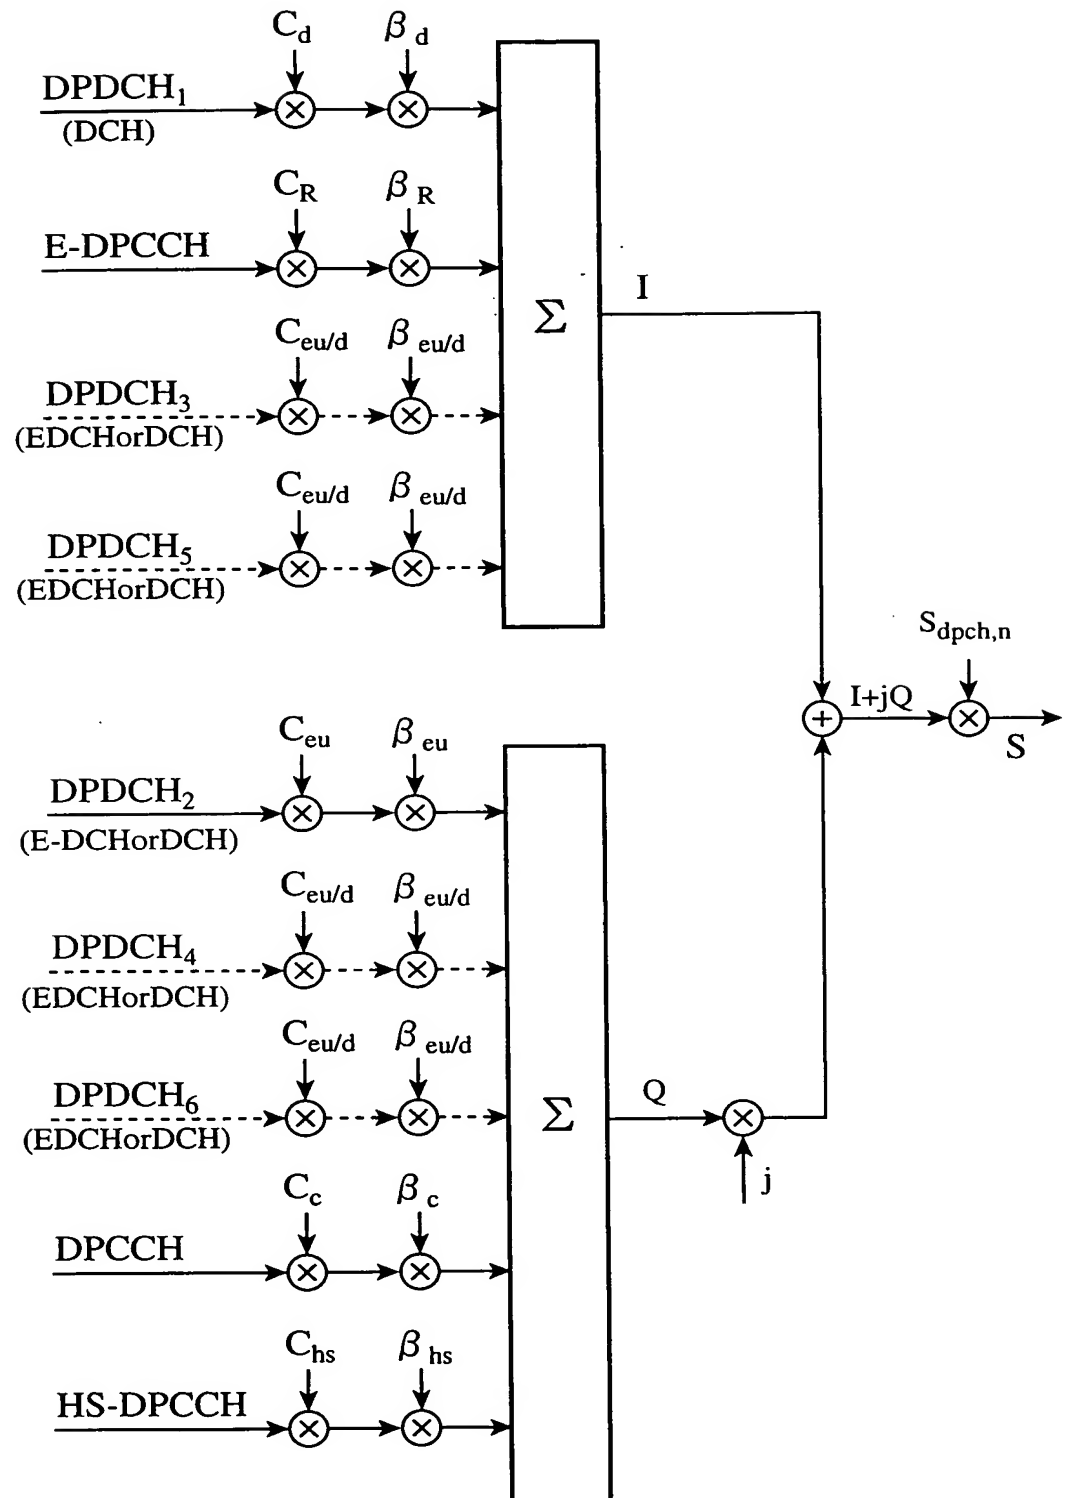 C_d β_d
DPDCH_1
(DCH)
C_R β_R
E-DPCCH
C_eu/d β_eu/d
DPDCH_3
(EDCHorDCH)
C_eu/d β_eu/d
DPDCH_5
(EDCHorDCH)
Σ
I
S_dpch,n
I+jQ
S
C_eu β_eu
DPDCH_2
(E-DCHorDCH)
C_eu/d β_eu/d
DPDCH_4
(EDCHorDCH)
C_eu/d β_eu/d
DPDCH_6
(EDCHorDCH)
Σ
Q
j
C_c β_c
DPCCH
C_hs β_hs
HS-DPCCH